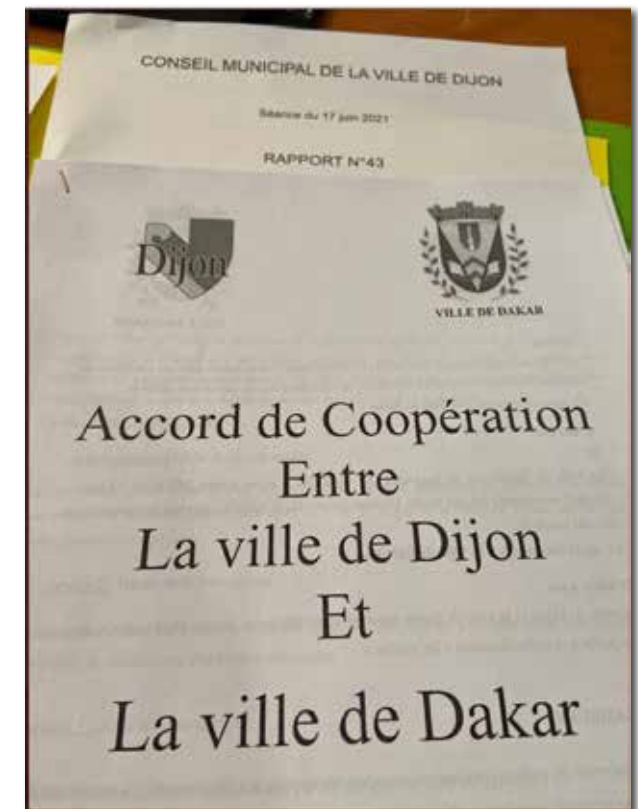 CONSEIL MUNICIPAL DE LA VILLE DE DIJON
Séance du 17 juin 2021
RAPPORT N°43
Dijon
VILLE DE DAKAR
Accord de Coopération
Entre
La ville de Dijon
Et
La ville de Dakar